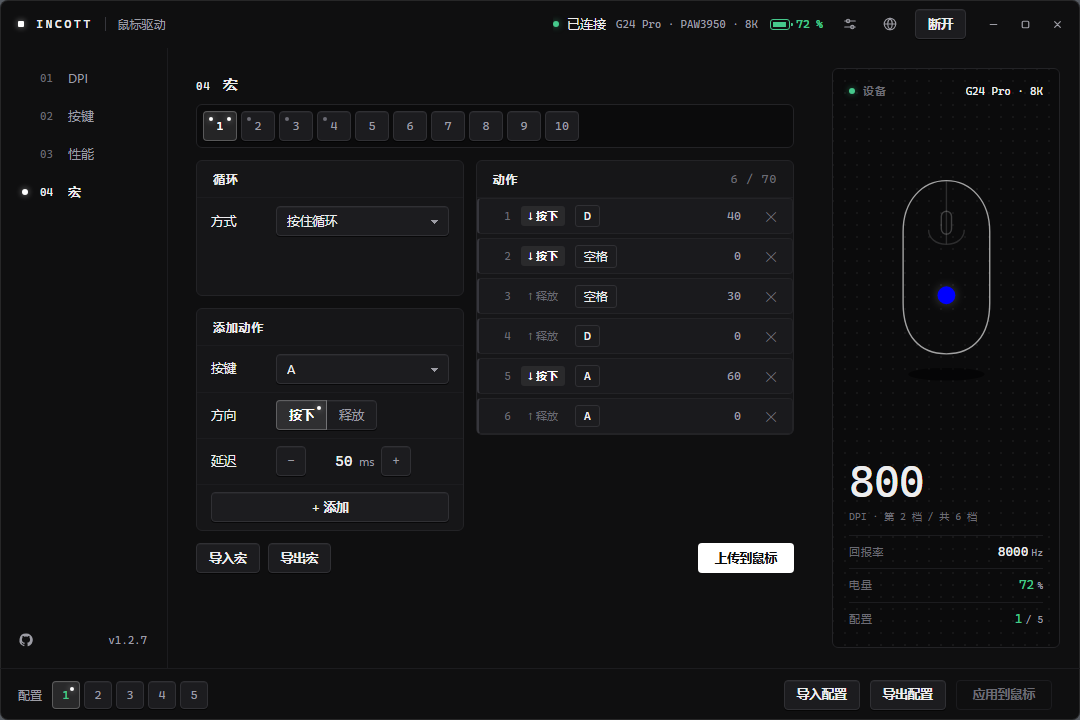 INCOTT 鼠标驱动 已连接 G24 Pro · PAW3950 · 8K 72 % 断开
01 DPI
02 按键
03 性能
04 宏
04 宏
1 2 3 4 5 6 7 8 9 10
循环
方式 按住循环
添加动作
按键 A
方向 按下 释放
延迟 − 50 ms +
+ 添加
动作 6 / 70
1 ↓按下 D 40
2 ↓按下 空格 0
3 ↑释放 空格 30
4 ↑释放 D 0
5 ↓按下 A 60
6 ↑释放 A 0
导入宏 导出宏 上传到鼠标
设备 G24 Pro · 8K
800
DPI · 第 2 档 / 共 6 档
回报率 8000 Hz
电量 72 %
配置 1 / 5
v1.2.7
配置 1 2 3 4 5 导入配置 导出配置 应用到鼠标